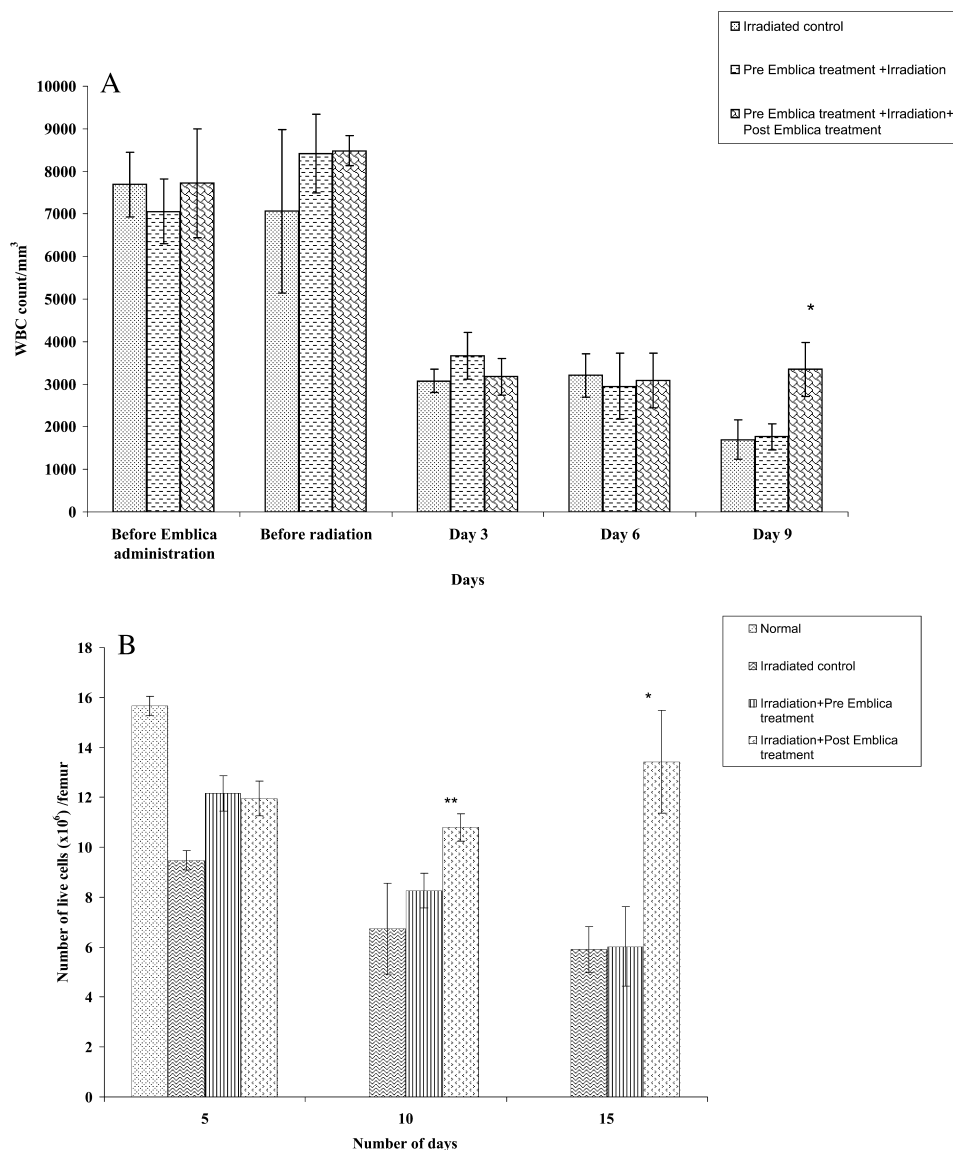 Irradiated control
Pre Emblica treatment +Irradiation
Pre Emblica treatment +Irradiation+
Post Emblica treatment
A
10000
9000
8000
7000
6000
5000
4000
3000
2000
1000
0
WBC count/mm³
*
Before Emblica
administration
Before radiation
Day 3
Day 6
Day 9
Days
B
Normal
Irradiated control
Irradiation+Pre Emblica
treatment
Irradiation+Post Emblica
treatment
18
16
14
12
10
8
6
4
2
0
Number of live cells (x10⁶) /femur
**
*
5
10
15
Number of days